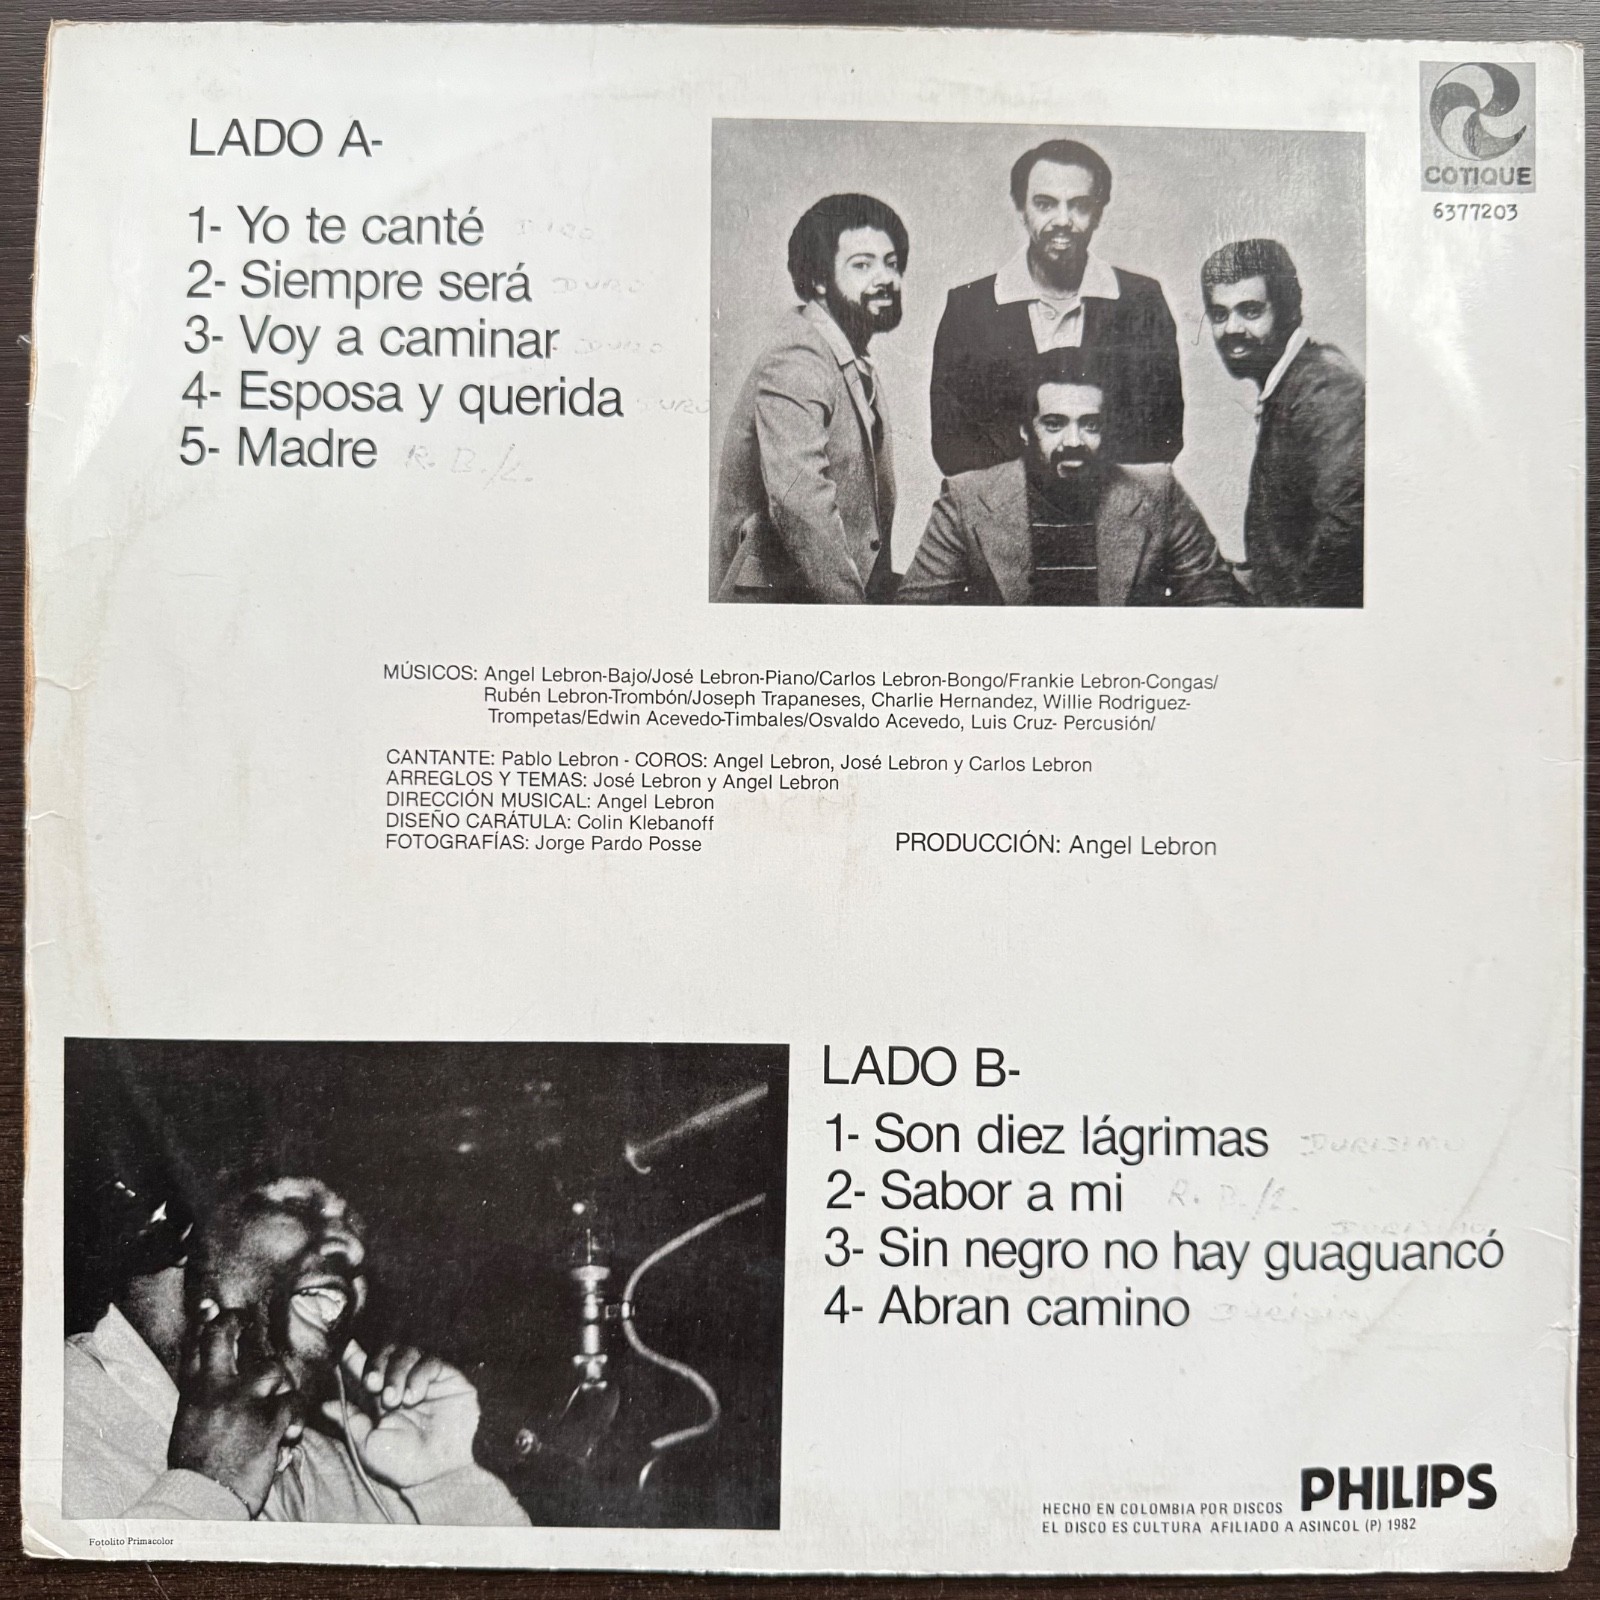 LADO A-
1- Yo te canté
2- Siempre será DURO
3- Voy a caminar DURO
4- Esposa y querida DURO
5- Madre R. B./L.
COTIQUE
6377203
MÚSICOS: Angel Lebron-Bajo/José Lebron-Piano/Carlos Lebron-Bongo/Frankie Lebron-Congas/
Rubén Lebron-Trombón/Joseph Trapaneses, Charlie Hernandez, Willie Rodriguez-
Trompetas/Edwin Acevedo-Timbales/Osvaldo Acevedo, Luis Cruz- Percusión/
CANTANTE: Pablo Lebron - COROS: Angel Lebron, José Lebron y Carlos Lebron
ARREGLOS Y TEMAS: José Lebron y Angel Lebron
DIRECCIÓN MUSICAL: Angel Lebron
DISEÑO CARÁTULA: Colin Klebanoff
FOTOGRAFÍAS: Jorge Pardo Posse
PRODUCCIÓN: Angel Lebron
LADO B-
1- Son diez lágrimas DURISIMO
2- Sabor a mi R. B./L.
3- Sin negro no hay guaguancó
4- Abran camino
HECHO EN COLOMBIA POR DISCOS PHILIPS
EL DISCO ES CULTURA AFILIADO A ASINCOL (P) 1982
Fotolito Primacolor